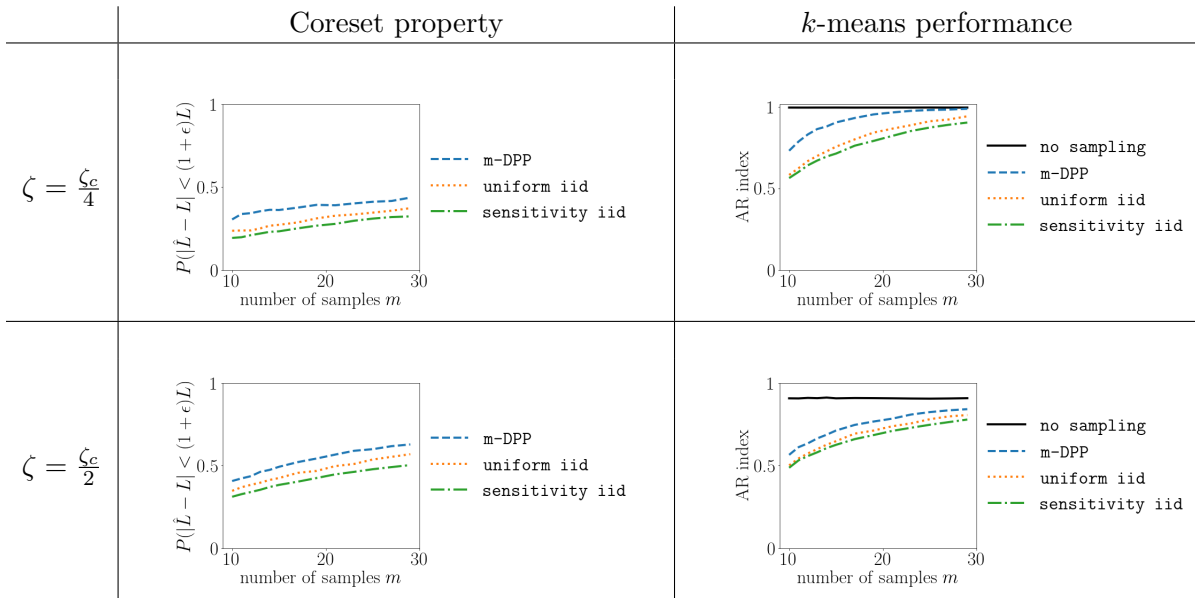 Coreset property
k-means performance
ζ = ζc/4
P(|L̂ − L| < (1 + ϵ)L)
1
0.5
0
10 20 30
number of samples m
m-DPP
uniform iid
sensitivity iid
AR index
1
0.5
0
10 20 30
number of samples m
no sampling
m-DPP
uniform iid
sensitivity iid
ζ = ζc/2
P(|L̂ − L| < (1 + ϵ)L)
1
0.5
0
10 20 30
number of samples m
m-DPP
uniform iid
sensitivity iid
AR index
1
0.5
0
10 20 30
number of samples m
no sampling
m-DPP
uniform iid
sensitivity iid